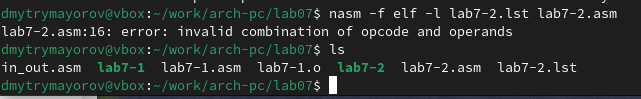 dmytrymayorov@vbox:~/work/arch-pc/lab07$ nasm -f elf -l lab7-2.lst lab7-2.asm
lab7-2.asm:16: error: invalid combination of opcode and operands
dmytrymayorov@vbox:~/work/arch-pc/lab07$ ls
in_out.asm  lab7-1  lab7-1.asm  lab7-1.o  lab7-2  lab7-2.asm  lab7-2.lst
dmytrymayorov@vbox:~/work/arch-pc/lab07$